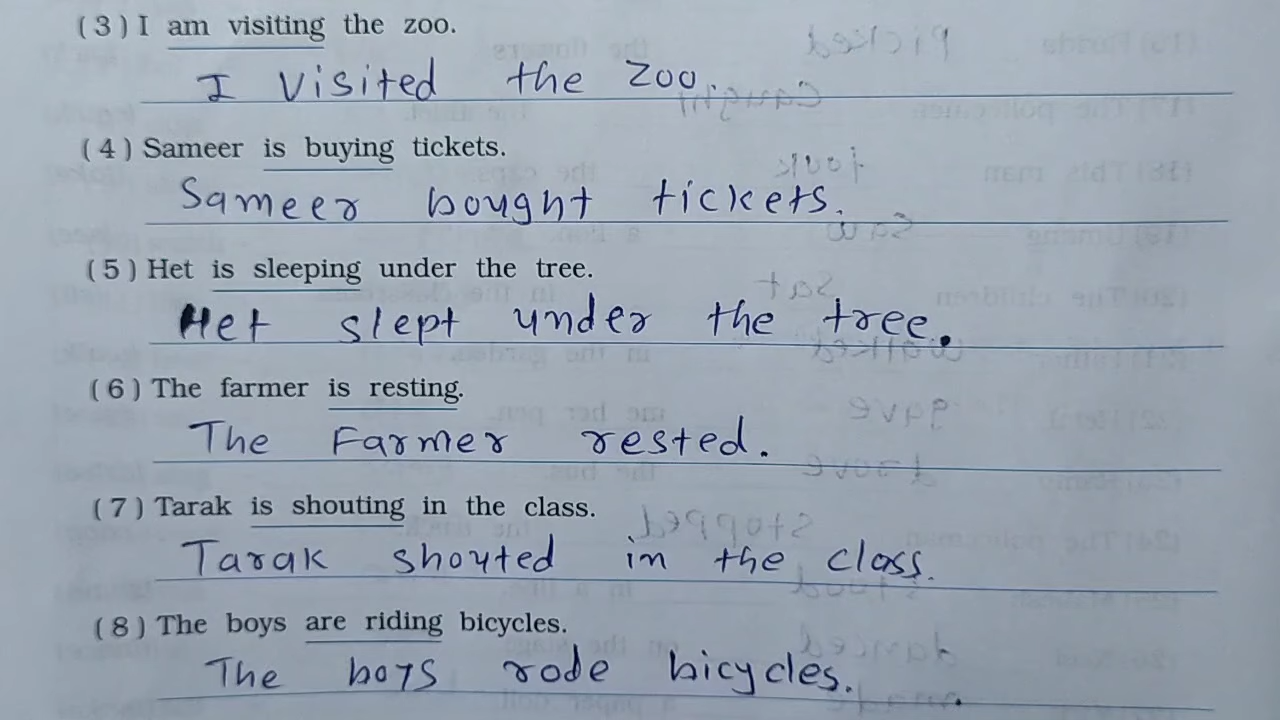 (3) I am visiting the zoo.
I visited the zoo.
(4) Sameer is buying tickets.
Sameer bought tickets.
(5) Het is sleeping under the tree.
Het slept under the tree.
(6) The farmer is resting.
The Farmer rested.
(7) Tarak is shouting in the class.
Tarak shouted in the class.
(8) The boys are riding bicycles.
The boys rode bicycles.